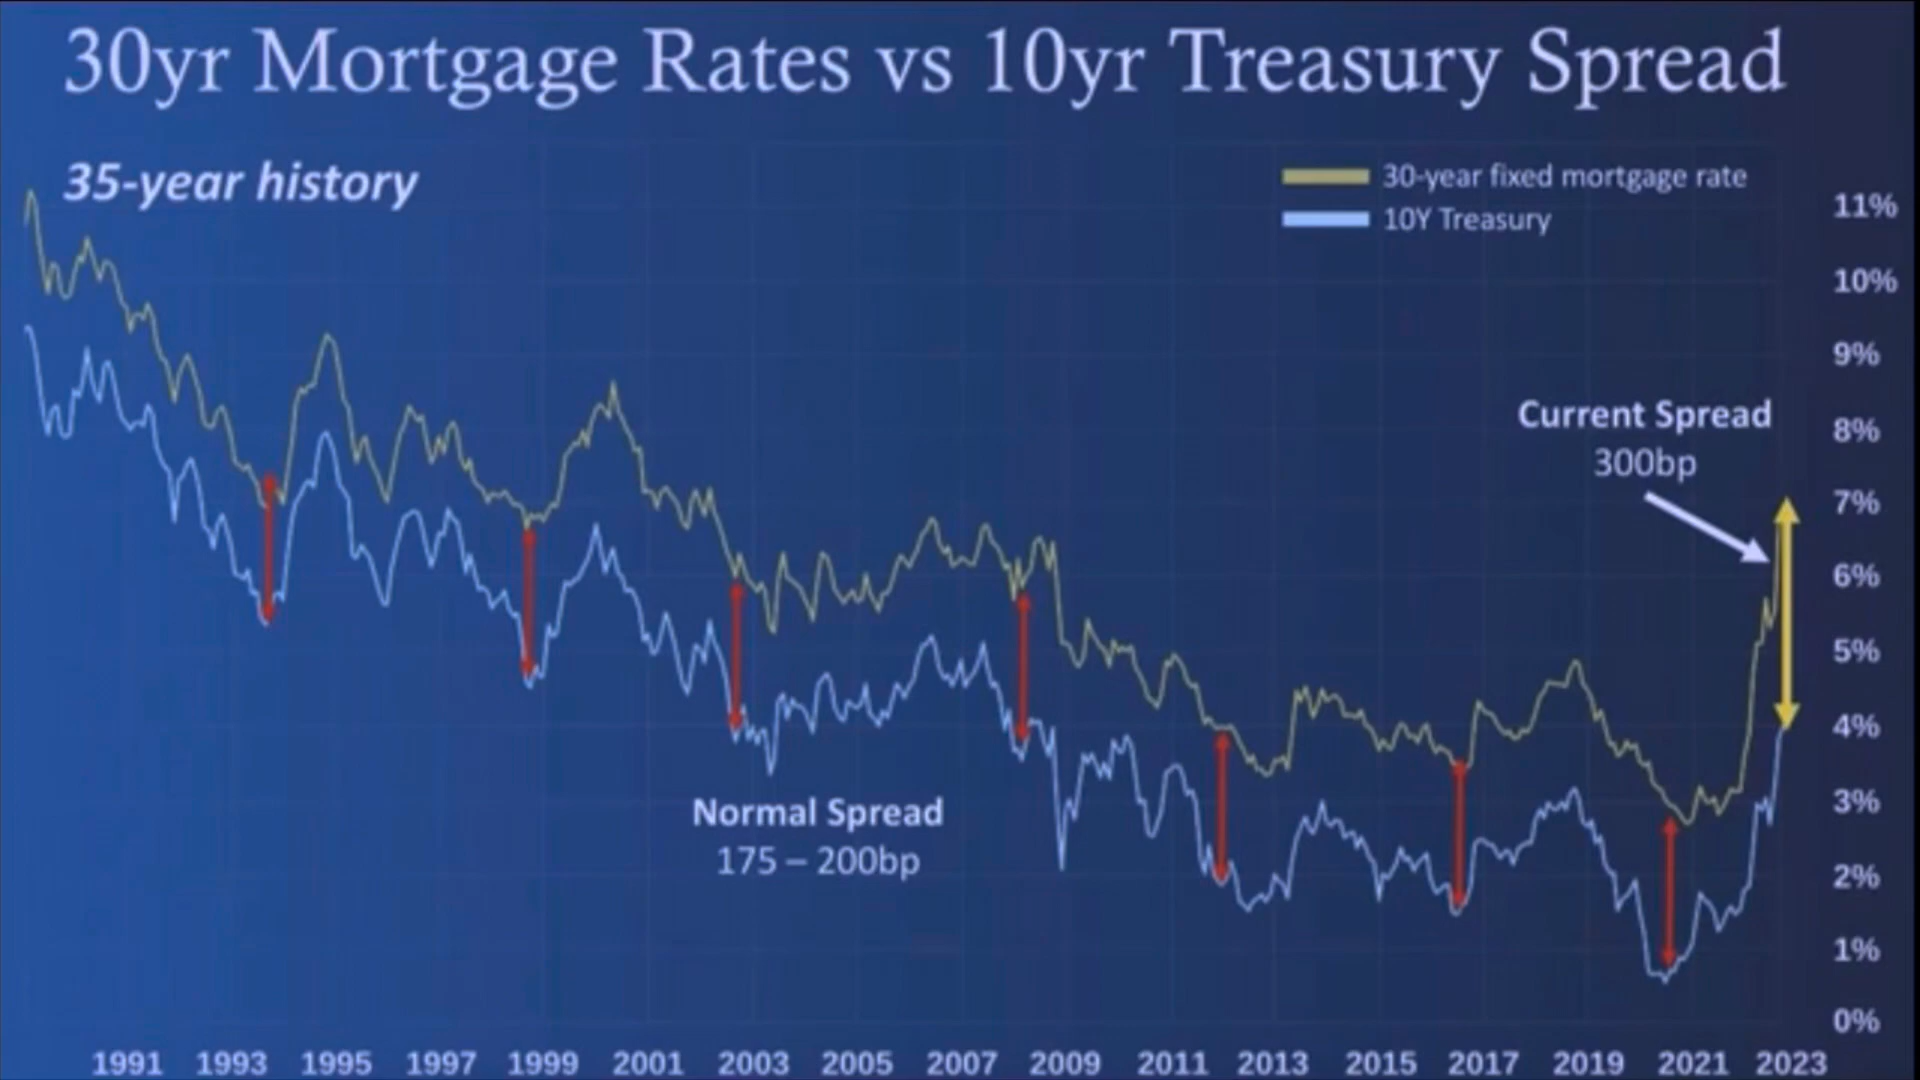 30yr Mortgage Rates vs 10yr Treasury Spread
35-year history
30-year fixed mortgage rate
10Y Treasury
11%
10%
9%
8%
7%
6%
5%
4%
3%
2%
1%
0%
Current Spread
300bp
Normal Spread
175 – 200bp
1991 1993 1995 1997 1999 2001 2003 2005 2007 2009 2011 2013 2015 2017 2019 2021 2023